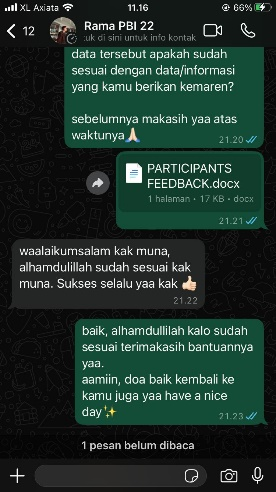 XL Axiata
11.16
66%
12
Rama PBI 22
tuk di sini untuk info kontak
data tersebut apakah sudah
sesuai dengan data/informasi
yang kamu berikan kemaren?
sebelumnya makasih yaa atas
waktunya🙏🏻
21.20
PARTICIPANTS
FEEDBACK.docx
1 halaman • 17 KB • docx
21.21
waalaikumsalam kak muna,
alhamdulillah sudah sesuai kak
muna. Sukses selalu yaa kak 👍🏻
21.22
baik, alhamdullilah kalo sudah
sesuai terimakasih bantuannya
yaa.
aamiin, doa baik kembali ke
kamu juga yaa have a nice
day✨
21.23
1 pesan belum dibaca